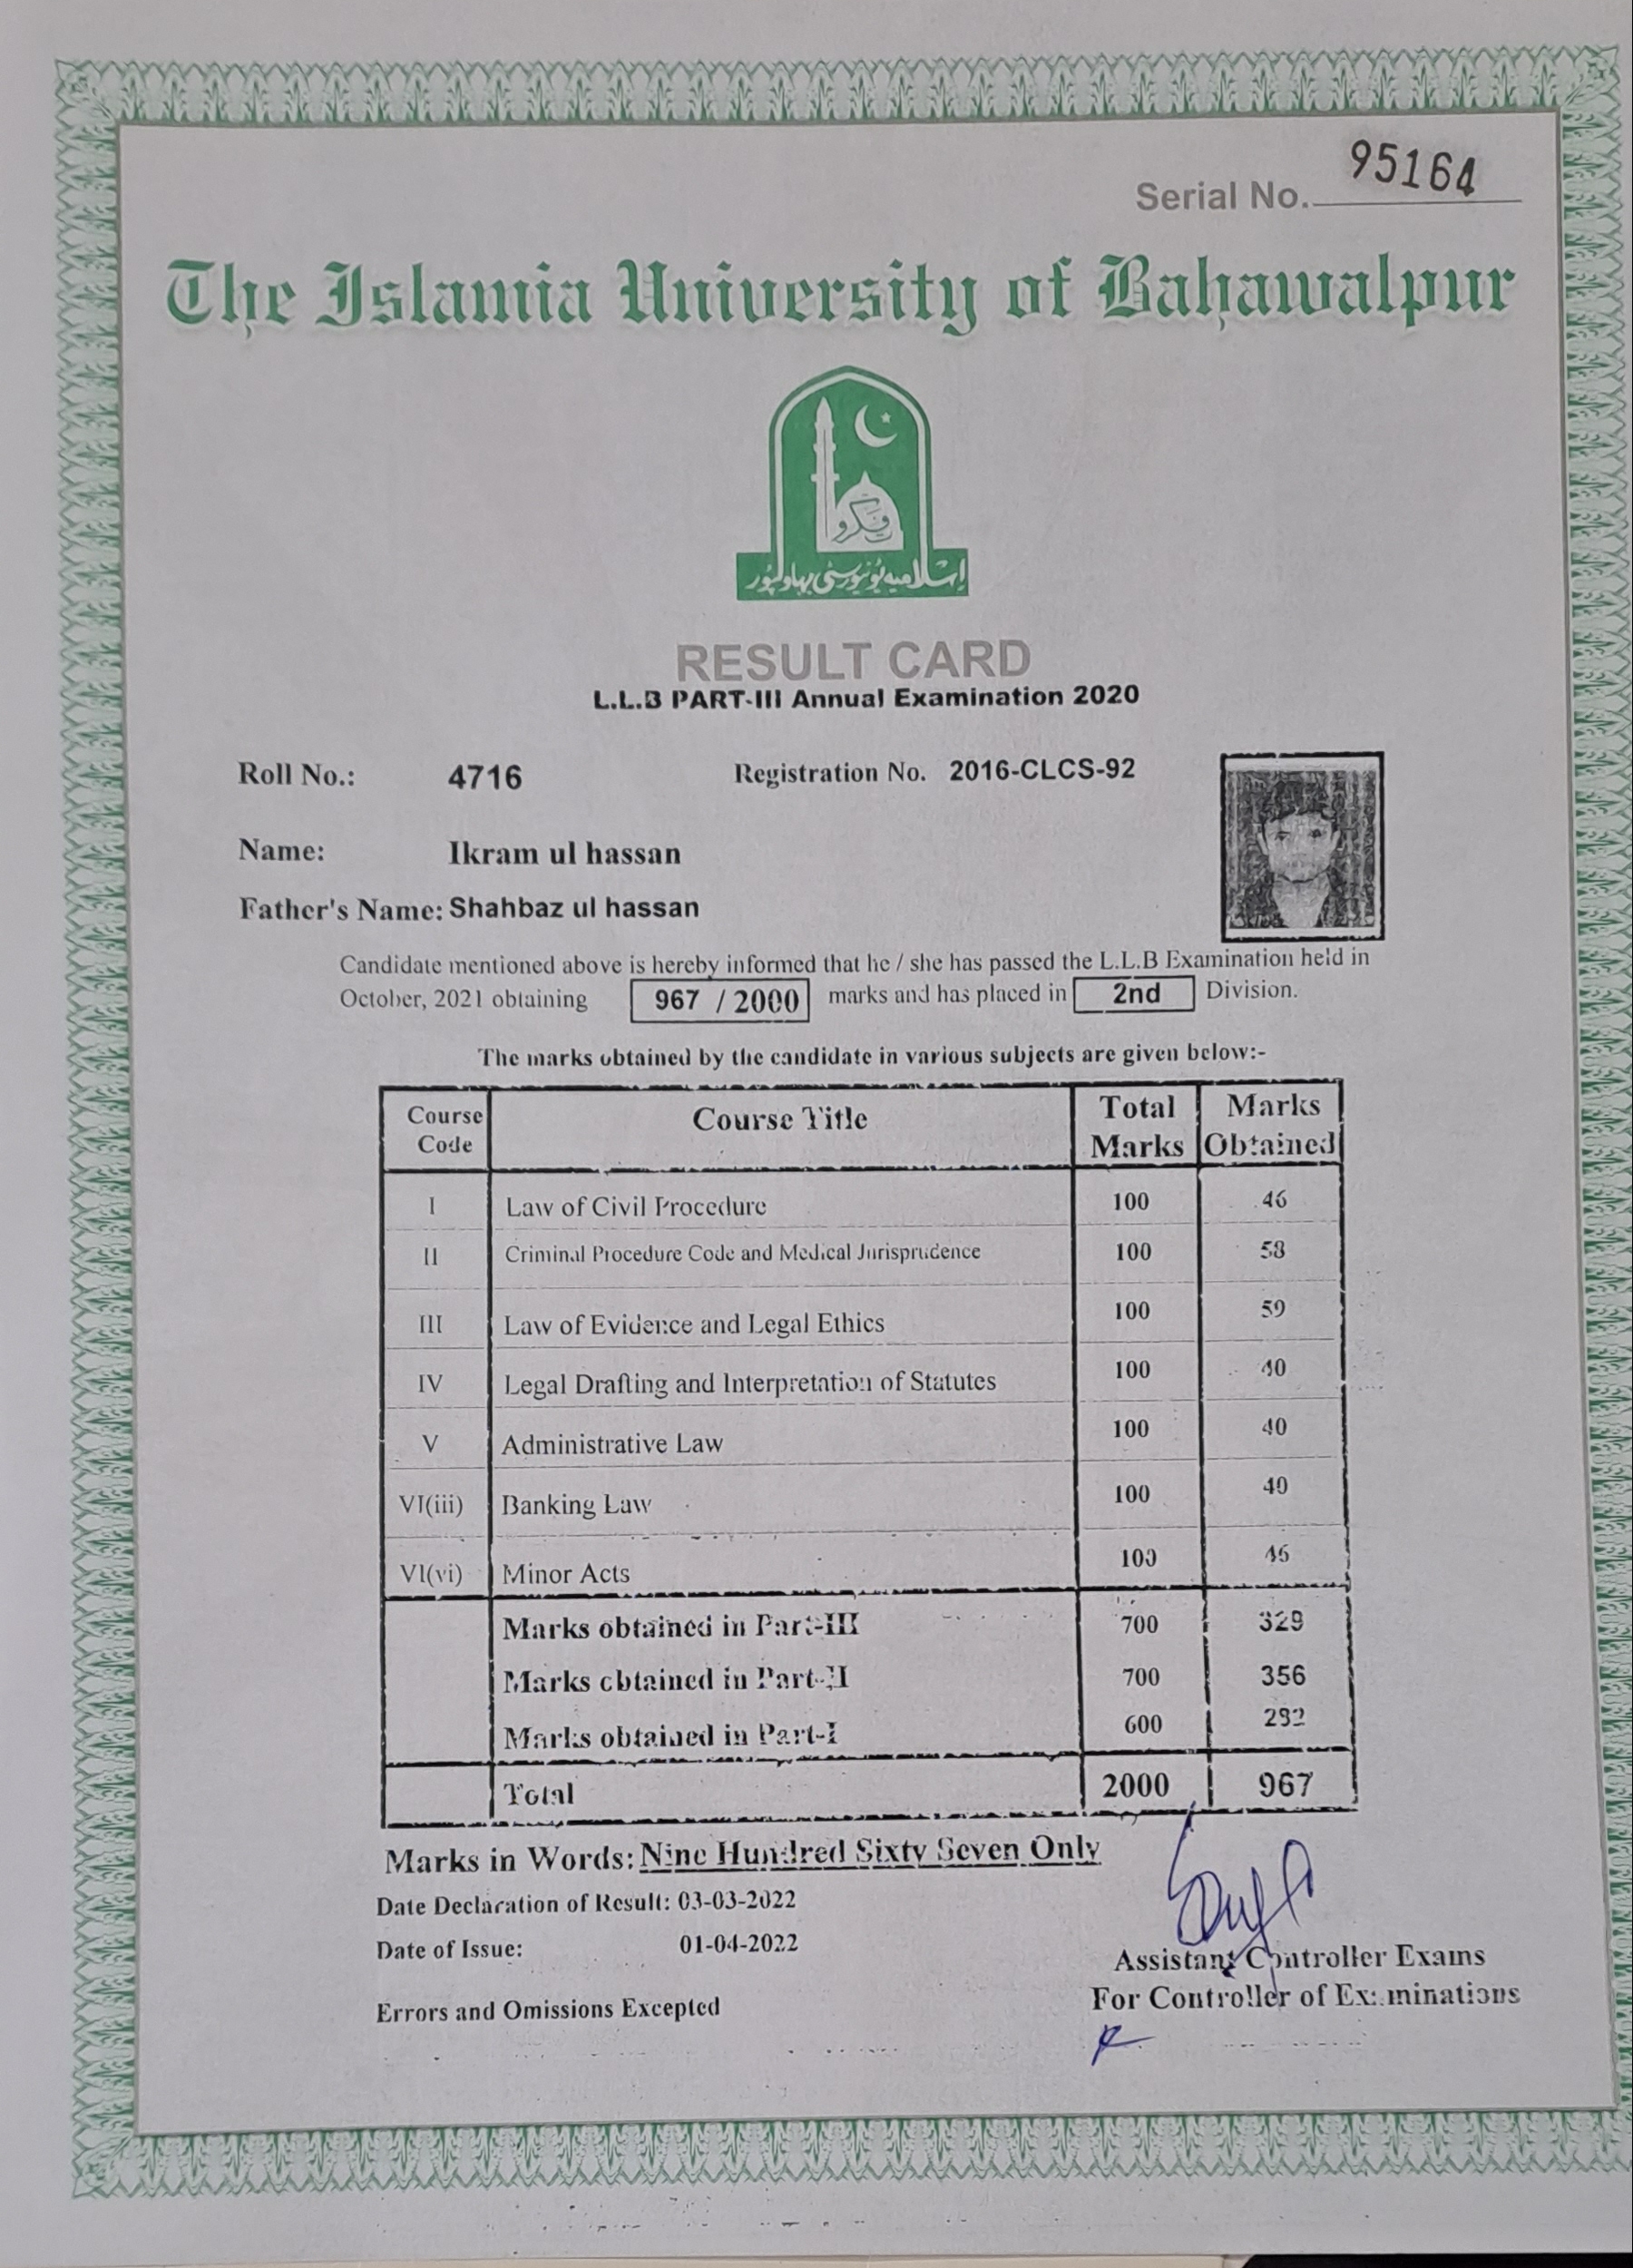 Serial No. 95164
The Islamia University of Bahawalpur
اسلامیہ یونیورسٹی بہاولپور
RESULT CARD
L.L.B PART-III Annual Examination 2020
Roll No.: 4716 Registration No. 2016-CLCS-92
Name: Ikram ul hassan
Father's Name: Shahbaz ul hassan
Candidate mentioned above is hereby informed that he / she has passed the L.L.B Examination held in
October, 2021 obtaining 967 / 2000 marks and has placed in 2nd Division.
The marks obtained by the candidate in various subjects are given below:-
Course Code Course Title Total Marks Marks Obtained
I Law of Civil Procedure 100 46
II Criminal Procedure Code and Medical Jurisprudence 100 58
III Law of Evidence and Legal Ethics 100 59
IV Legal Drafting and Interpretation of Statutes 100 40
V Administrative Law 100 40
VI(iii) Banking Law 100 40
VI(vi) Minor Acts 100 46
Marks obtained in Part-III 700 329
Marks obtained in Part-II 700 356
Marks obtained in Part-I 600 282
Total 2000 967
Marks in Words: Nine Hundred Sixty Seven Only
Date Declaration of Result: 03-03-2022
Date of Issue: 01-04-2022
Assistant Controller Exams
For Controller of Examinations
Errors and Omissions Excepted